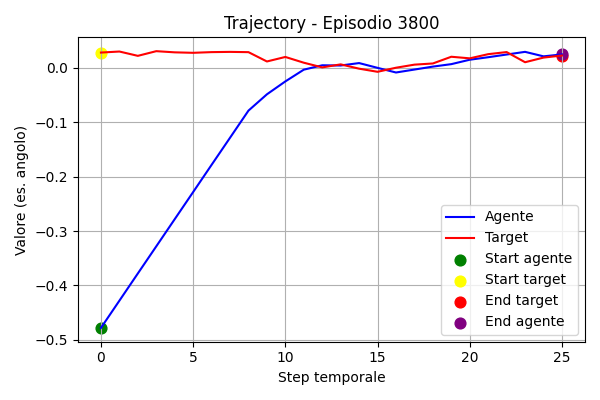 Trajectory - Episodio 3800
Valore (es. angolo)
0.0
−0.1
−0.2
−0.3
−0.4
−0.5
0
5
10
15
20
25
Step temporale
Agente
Target
Start agente
Start target
End target
End agente